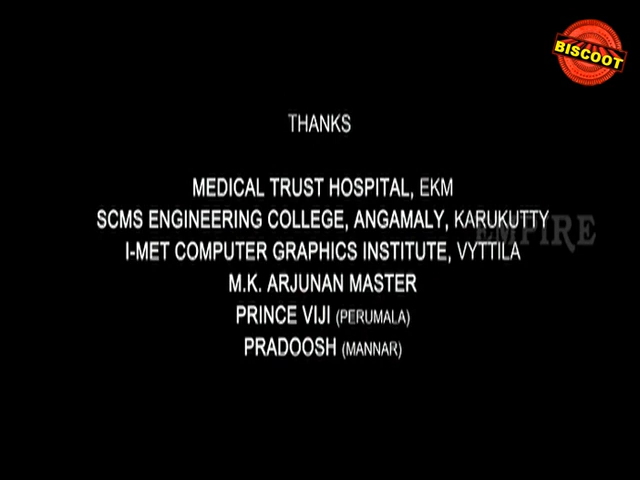 BISCOOT
THANKS
MEDICAL TRUST HOSPITAL, EKM
SCMS ENGINEERING COLLEGE, ANGAMALY, KARUKUTTY
EMPIRE
I-MET COMPUTER GRAPHICS INSTITUTE, VYTTILA
M.K. ARJUNAN MASTER
PRINCE VIJI (PERUMALA)
PRADOOSH (MANNAR)